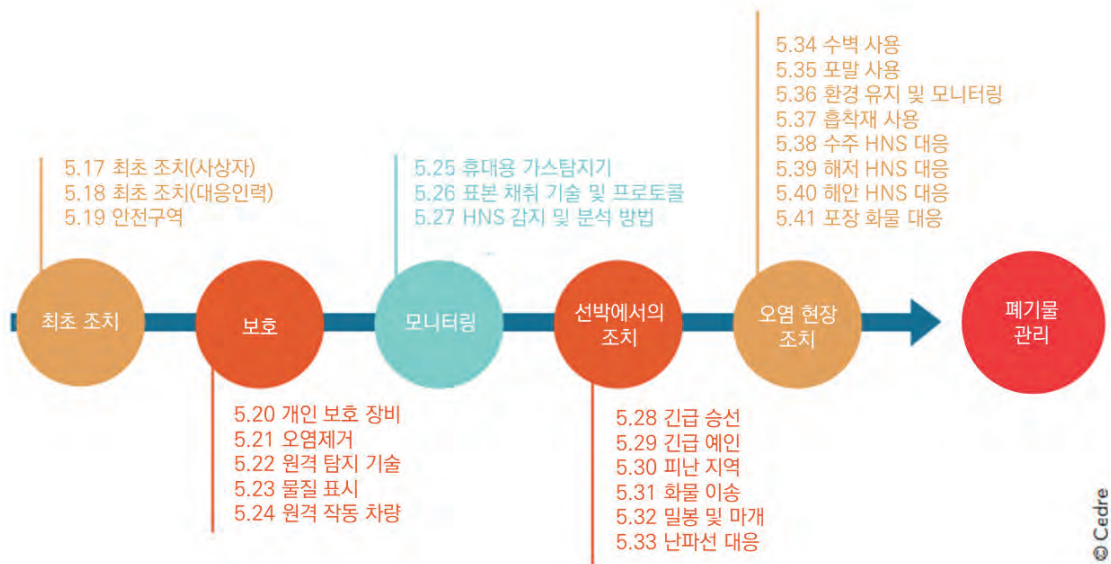 5.34 수벽 사용
5.35 포말 사용
5.36 환경 유지 및 모니터링
5.37 흡착재 사용
5.38 수주 HNS 대응
5.39 해저 HNS 대응
5.40 해안 HNS 대응
5.41 포장 화물 대응
5.17 최초 조치(사상자)
5.18 최초 조치(대응인력)
5.19 안전구역
5.25 휴대용 가스탐지기
5.26 표본 채취 기술 및 프로토콜
5.27 HNS 감지 및 분석 방법
최초 조치
보호
모니터링
선박에서의
조치
오염 현장
조치
폐기물
관리
5.20 개인 보호 장비
5.21 오염제거
5.22 원격 탐지 기술
5.23 물질 표시
5.24 원격 작동 차량
5.28 긴급 승선
5.29 긴급 예인
5.30 피난 지역
5.31 화물 이송
5.32 밀봉 및 마개
5.33 난파선 대응
© Cedre